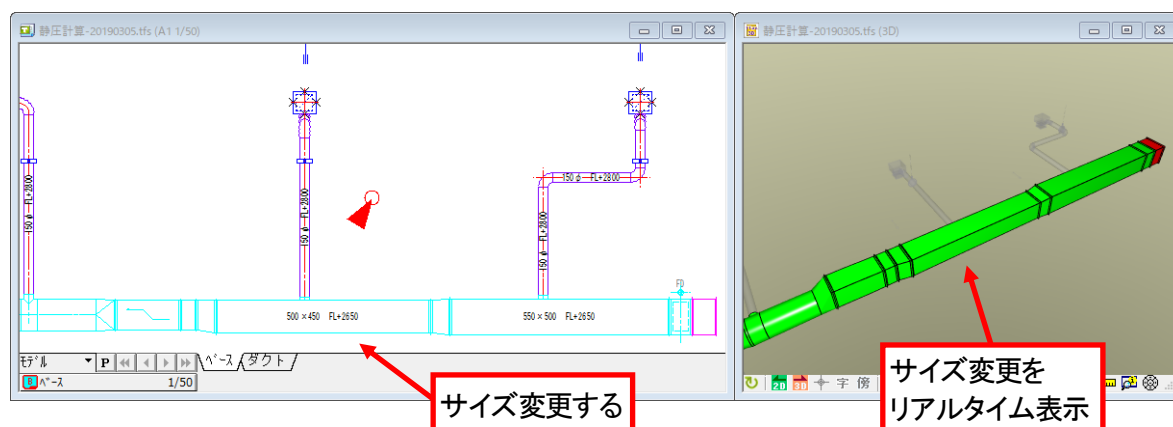 静圧計算-20190305.tfs (A1 1/50)
静圧計算-20190305.tfs (3D)
150φ FL+2800
150φ FL+2800
150φ FL+2800
150φ FL+2800
FD
500×450 FL+2650
550×500 FL+2650
モデル P ベース ダクト
ベース 1/50
2D 3D 字 傍
サイズ変更する
サイズ変更を
リアルタイム表示